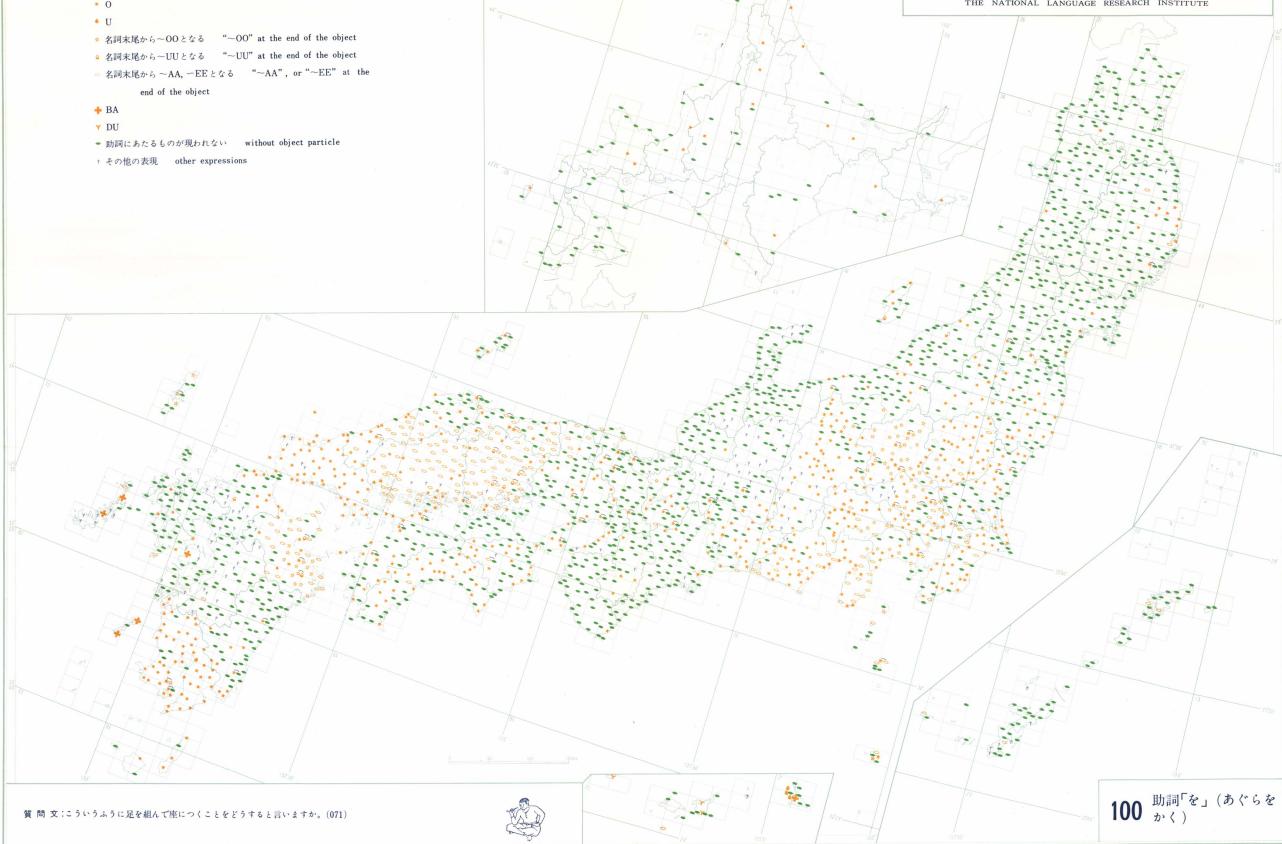 THE NATIONAL LANGUAGE RESEARCH INSTITUTE
O
U
名詞末尾から〜OOとなる “〜OO” at the end of the object
名詞末尾から〜UUとなる “〜UU” at the end of the object
名詞末尾から〜AA, ―EEとなる “〜AA”, or “〜EE” at the
end of the object
BA
DU
助詞にあたるものが現われない without object particle
その他の表現 other expressions
質問文:こういうふうに足を組んで座につくことをどうすると言いますか。(071)
100 助詞「を」(あぐらを
かく)